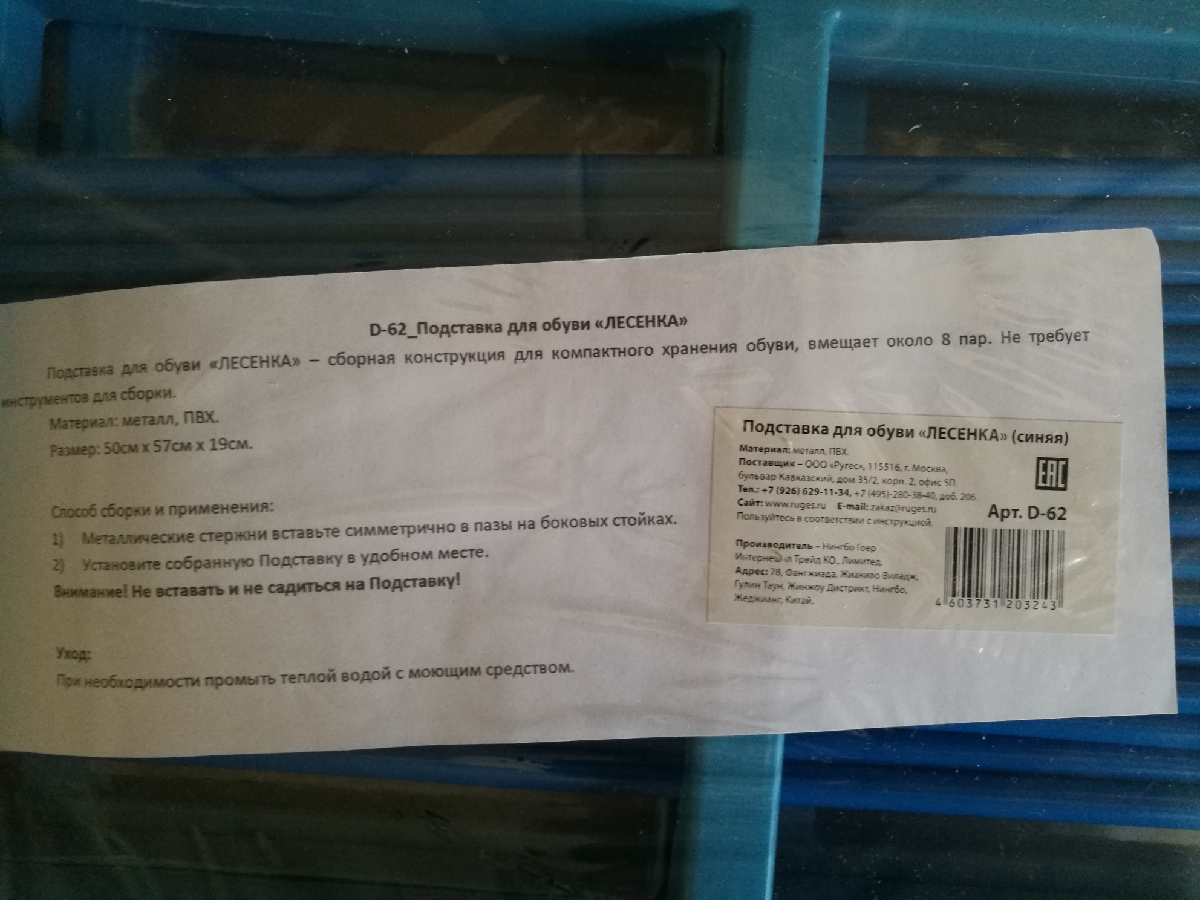 D-62_Подставка для обуви «ЛЕСЕНКА»
Подставка для обуви «ЛЕСЕНКА» – сборная конструкция для компактного хранения обуви, вмещает около 8 пар. Не требует
инструментов для сборки.
Материал: металл, ПВХ.
Размер: 50см х 57см х 19см.
Способ сборки и применения:
1) Металлические стержни вставьте симметрично в пазы на боковых стойках.
2) Установите собранную Подставку в удобном месте.
Внимание! Не вставать и не садиться на Подставку!
Уход:
При необходимости промыть теплой водой с моющим средством.
Подставка для обуви «ЛЕСЕНКА» (синяя)
Материал: металл, ПВХ.
Поставщик – ООО «Ругес», 115516, г. Москва,
бульвар Кавказский, дом 35/2, корп. 2, офис 5П.
Тел.: +7 (926) 629-11-34, +7 (495)-280-38-40, доб. 206.
Сайт: www.ruges.ru E-mail: zakaz@ruges.ru
Пользуйтесь в соответствии с инструкцией.
EAC
Арт. D-62
Производитель – Нингбо Гоер
Трейд КО., Лимитед.
Адрес: 78, Фангжиада, Жиакизо Виладж,
Гулин Таун, Жинжоу Дистрикт, Нингбо,
Жеджианг, Китай.
4 603731 203243